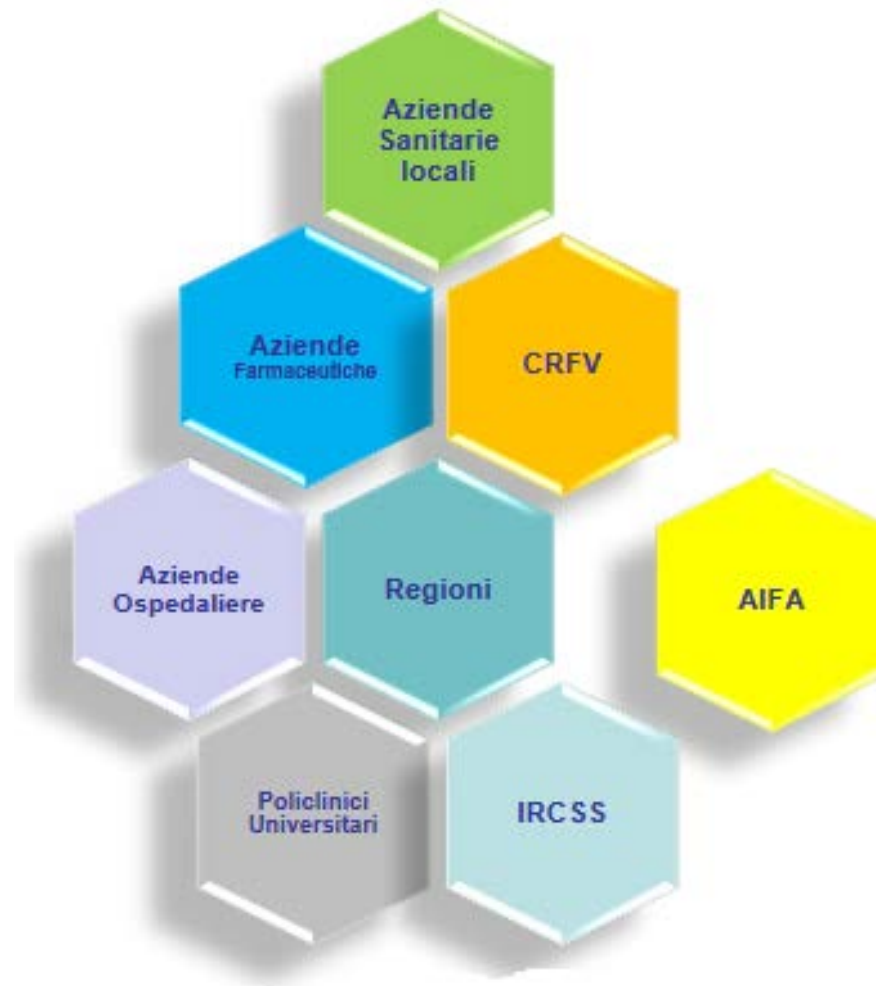 Aziende
Sanitarie
locali
Aziende
Farmaceutiche
CRFV
Aziende
Ospedaliere
Regioni
AIFA
Policlinici
Universitari
IRCSS